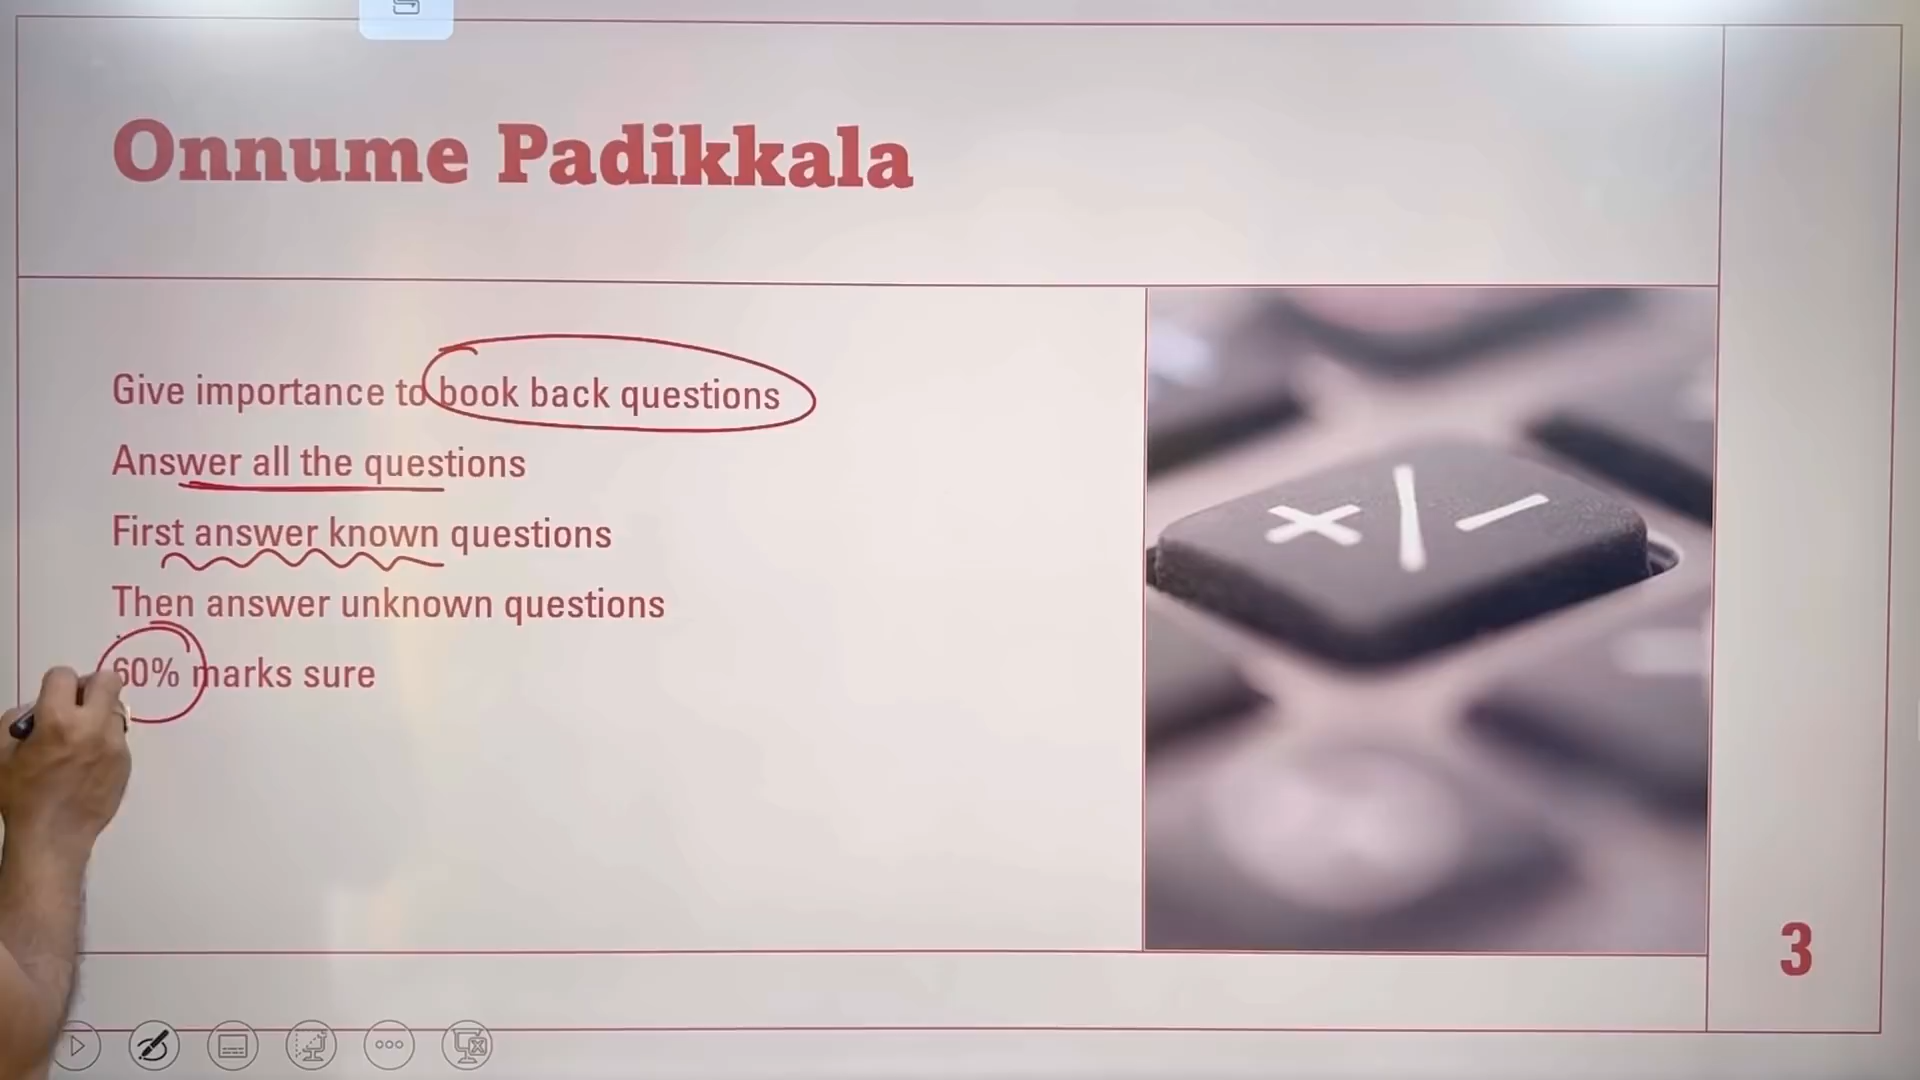 Onnume Padikkala
Give importance to book back questions
Answer all the questions
First answer known questions
Then answer unknown questions
60% marks sure
+/-
3